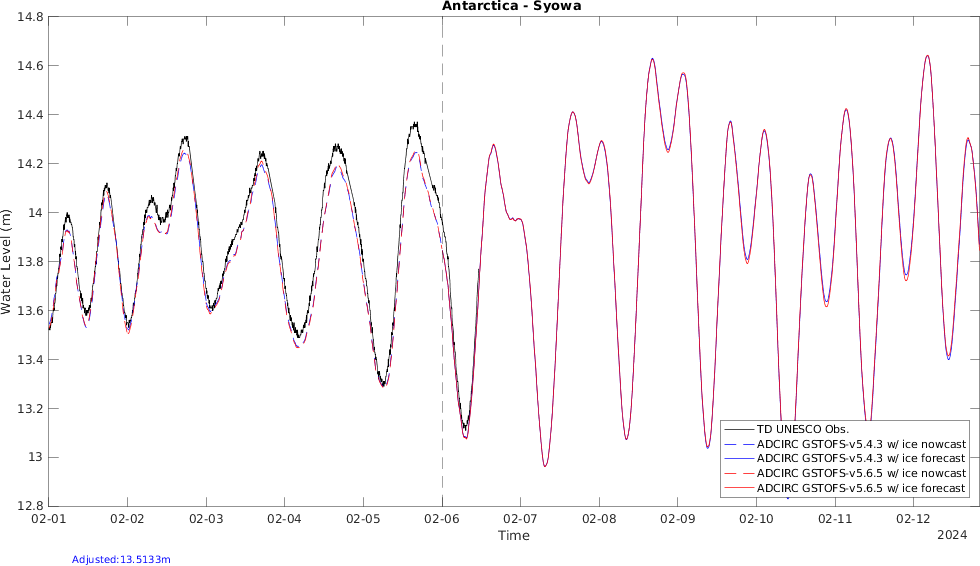 Antarctica - Syowa
14.8
14.6
14.4
14.2
14
13.8
13.6
13.4
13.2
13
12.8
Water Level (m)
TD UNESCO Obs.
ADCIRC GSTOFS-v5.4.3 w/ ice nowcast
ADCIRC GSTOFS-v5.4.3 w/ ice forecast
ADCIRC GSTOFS-v5.6.5 w/ ice nowcast
ADCIRC GSTOFS-v5.6.5 w/ ice forecast
02-01 02-02 02-03 02-04 02-05 02-06 02-07 02-08 02-09 02-10 02-11 02-12
Time
2024
Adjusted:13.5133m